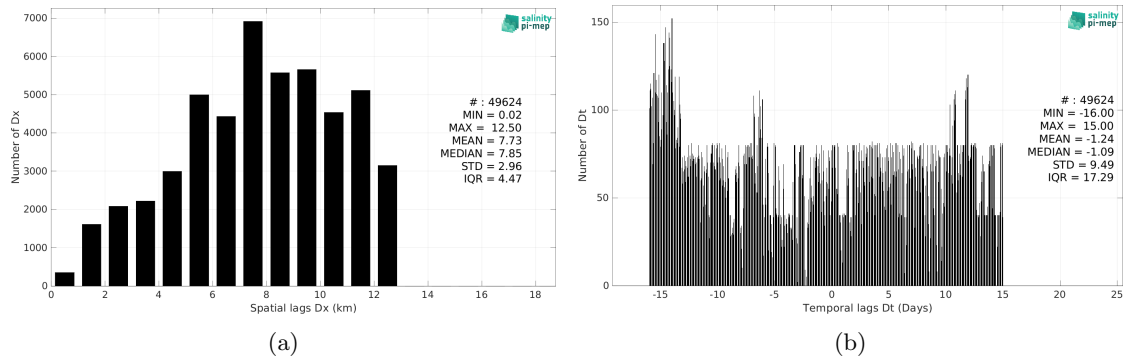 7000
6000
5000
4000
3000
2000
1000
0
Number of Dx
salinity
pi-mep
# : 49624
MIN = 0.02
MAX = 12.50
MEAN = 7.73
MEDIAN = 7.85
STD = 2.96
IQR = 4.47
0 2 4 6 8 10 12 14 16 18
Spatial lags Dx (km)
(a)
150
100
50
0
Number of Dt
salinity
pi-mep
# : 49624
MIN = -16.00
MAX = 15.00
MEAN = -1.24
MEDIAN = -1.09
STD = 9.49
IQR = 17.29
-15 -10 -5 0 5 10 15 20 25
Temporal lags Dt (Days)
(b)